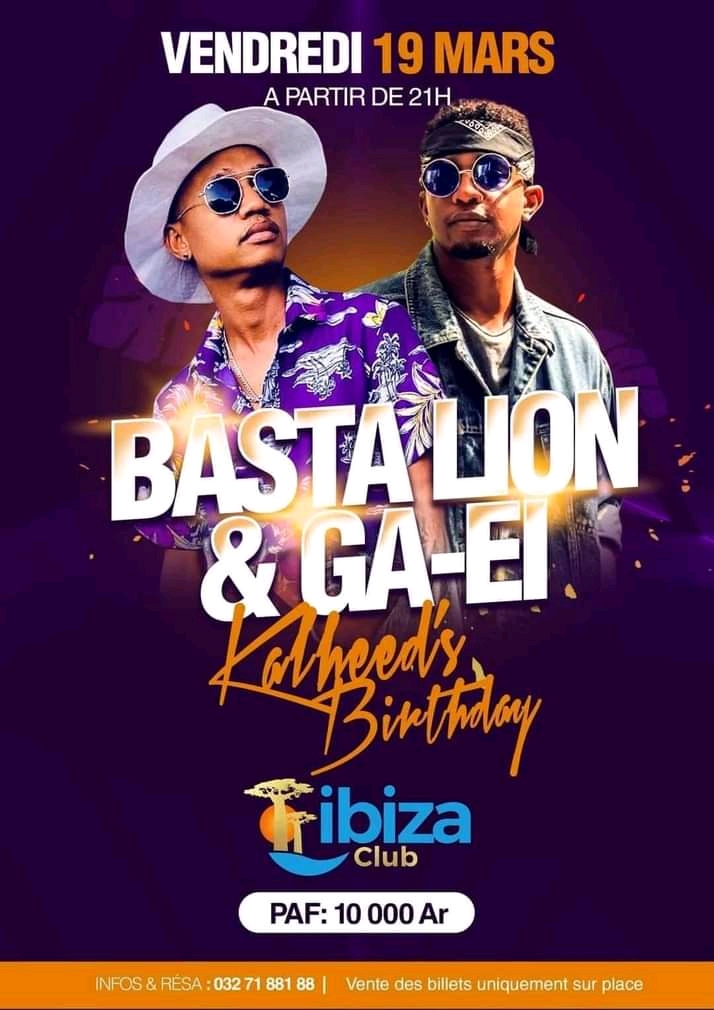 VENDREDI 19 MARS
A PARTIR DE 21H
BASTA LION
& GA-EI
Kalheed's
Birthday
ibiza
Club
PAF: 10 000 Ar
INFOS & RÉSA : 032 71 881 88 | Vente des billets uniquement sur place